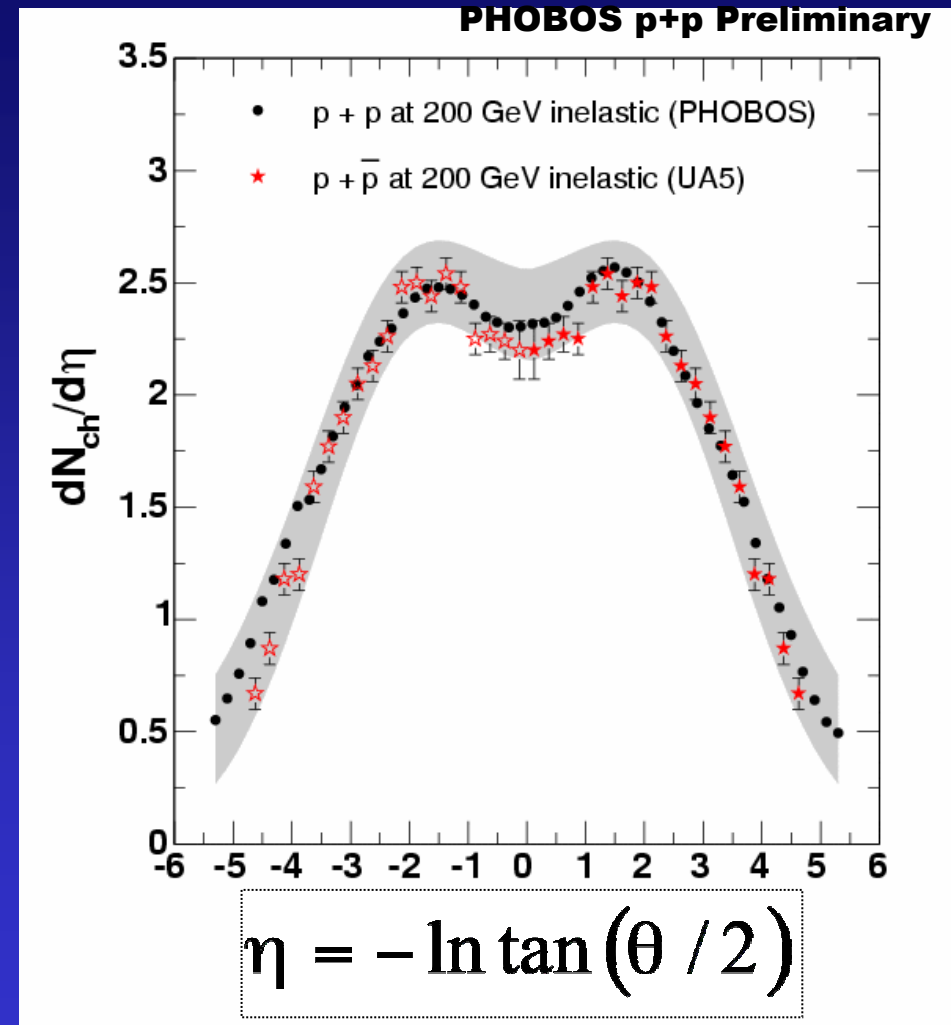 PHOBOS p+p Preliminary
3.5
p + p at 200 GeV inelastic (PHOBOS)
3
p + p̄ at 200 GeV inelastic (UA5)
2.5
2
1.5
1
0.5
0
dN_ch/dη
-6 -5 -4 -3 -2 -1 0 1 2 3 4 5 6
η = − ln tan (θ / 2)